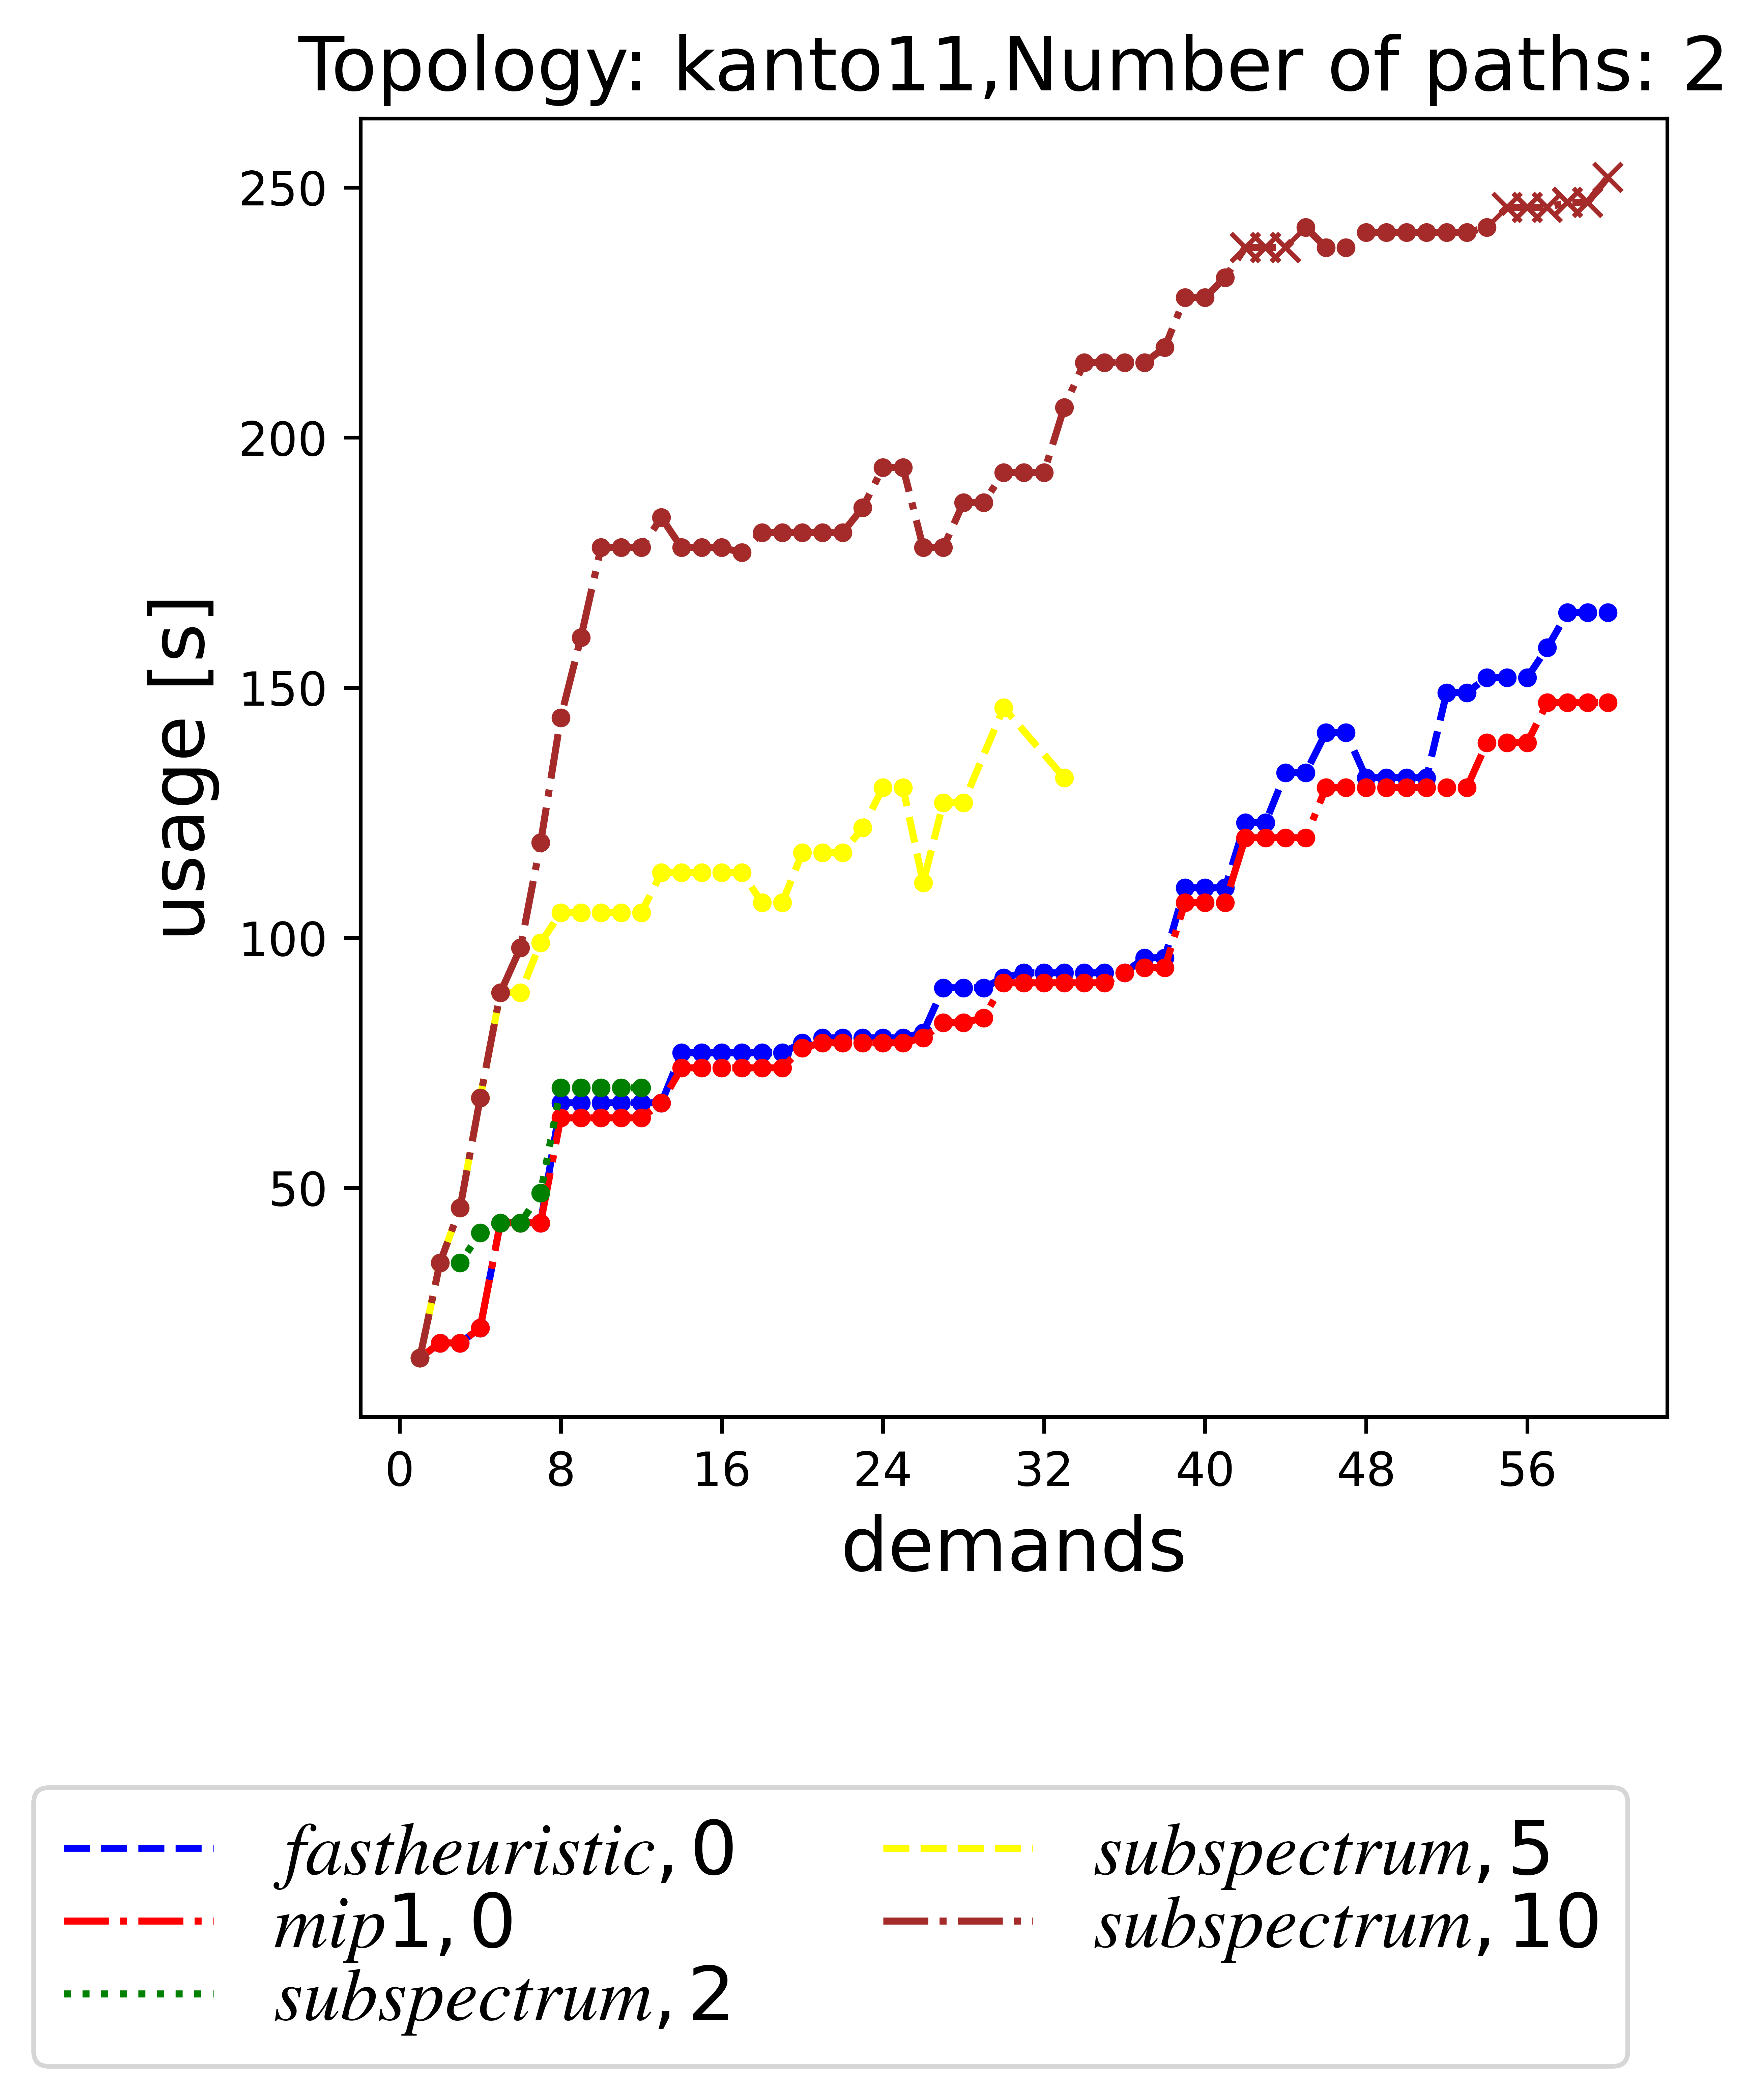 Topology: kanto11,Number of paths: 2
250
200
150
100
50
usage [s]
0 8 16 24 32 40 48 56
demands
fastheuristic, 0
mip1, 0
subspectrum, 2
subspectrum, 5
subspectrum, 10